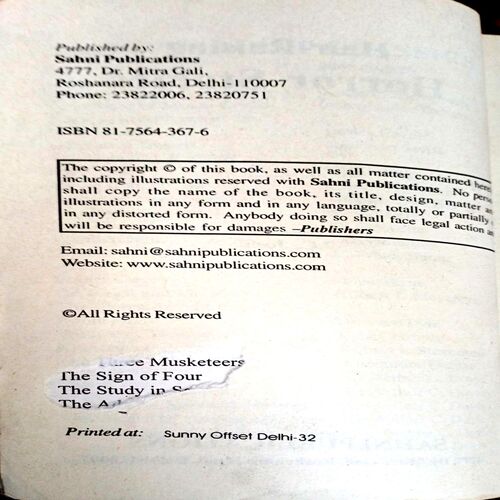 Published by:
Sahni Publications
4777, Dr. Mitra Gali,
Roshanara Road, Delhi-110007
Phone: 23822006, 23820751
ISBN 81-7564-367-6
The copyright © of this book, as well as all matter contained here
including illustrations reserved with Sahni Publications. No perso
shall copy the name of the book, its title, design, matter an
illustrations in any form and in any language, totally or partially
in any distorted form. Anybody doing so shall face legal action an
will be responsible for damages –Publishers
Email: sahni@sahnipublications.com
Website: www.sahnipublications.com
©All Rights Reserved
Three Musketeers
The Sign of Four
The Study in
The
Printed at: Sunny Offset Delhi-32